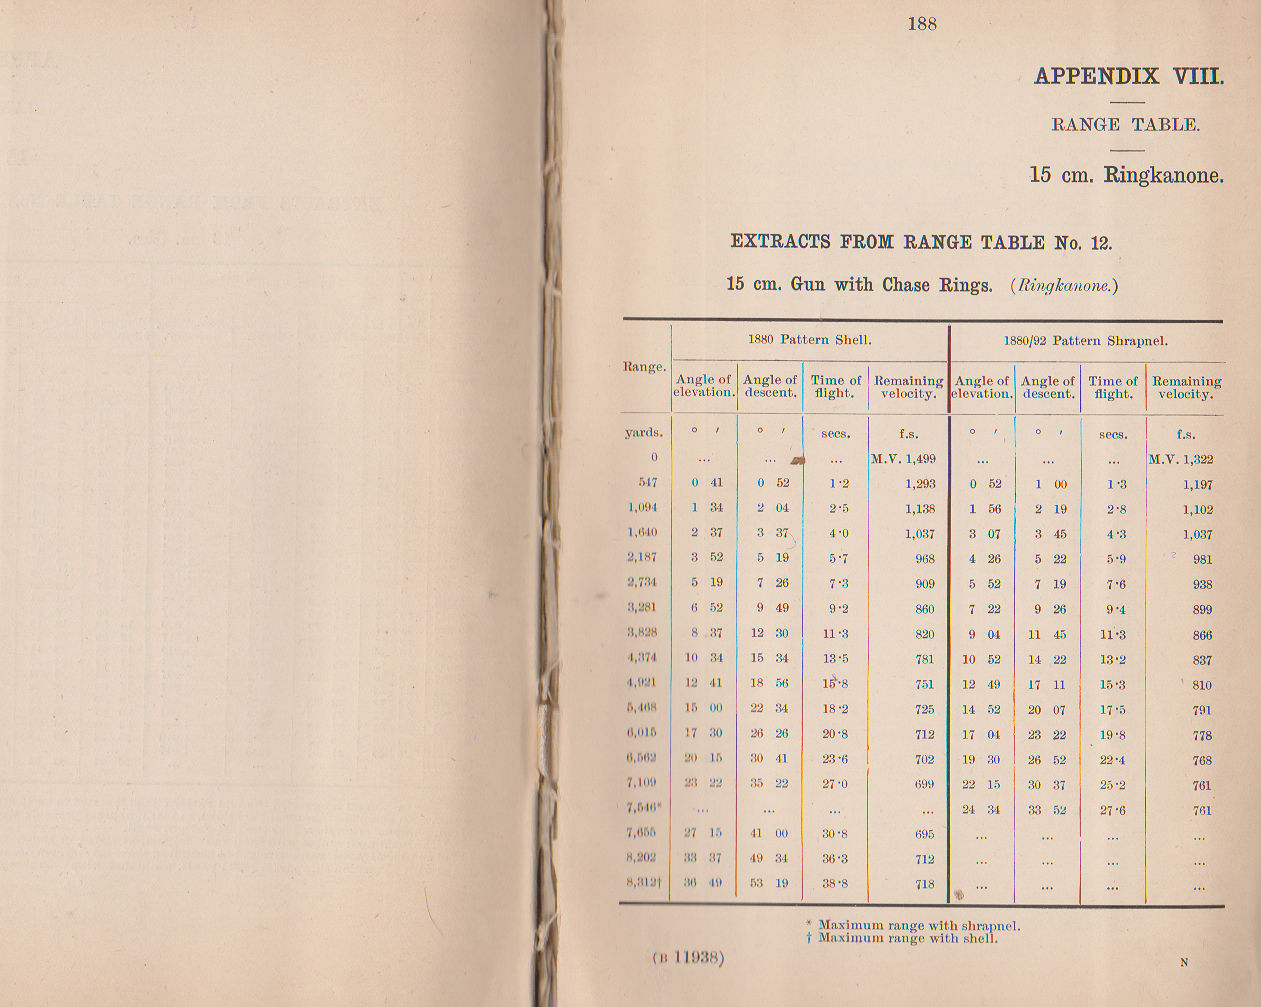 188
APPENDIX VIII.
RANGE TABLE.
15 cm. Ringkanone.
EXTRACTS FROM RANGE TABLE No. 12.
15 cm. Gun with Chase Rings. (Ringkanone.)
1880 Pattern Shell. 1880/92 Pattern Shrapnel.
Range. Angle of elevation. Angle of descent. Time of flight. Remaining velocity. Angle of elevation. Angle of descent. Time of flight. Remaining velocity.
yards. ° ′ ° ′ secs. f.s. ° ′ ° ′ secs. f.s.
0 ... ... ... M.V. 1,499 ... ... ... M.V. 1,322
547 0 41 0 52 1·2 1,293 0 52 1 00 1·3 1,197
1,094 1 34 2 04 2·5 1,138 1 56 2 19 2·8 1,102
1,640 2 37 3 37 4·0 1,037 3 07 3 45 4·3 1,037
2,187 3 52 5 19 5·7 968 4 26 5 22 5·9 981
2,734 5 19 7 26 7·3 909 5 52 7 19 7·6 938
3,281 6 52 9 49 9·2 860 7 22 9 26 9·4 899
3,828 8 37 12 30 11·3 820 9 04 11 45 11·3 866
4,374 10 34 15 34 13·5 781 10 52 14 22 13·2 837
4,921 12 41 18 56 15·8 751 12 49 17 11 15·3 810
5,468 15 00 22 34 18·2 725 14 52 20 07 17·5 791
6,015 17 30 26 26 20·8 712 17 04 23 22 19·8 778
6,562 20 15 30 41 23·6 702 19 30 26 52 22·4 768
7,109 23 22 35 22 27·0 699 22 15 30 37 25·2 761
7,546* ... ... ... ... 24 34 33 52 27·6 761
7,655 27 15 41 00 30·8 695 ... ... ... ...
8,202 33 37 49 34 36·3 712 ... ... ... ...
8,312† 36 49 53 19 38·8 718 ... ... ... ...
* Maximum range with shrapnel.
† Maximum range with shell.
(B 11938) N